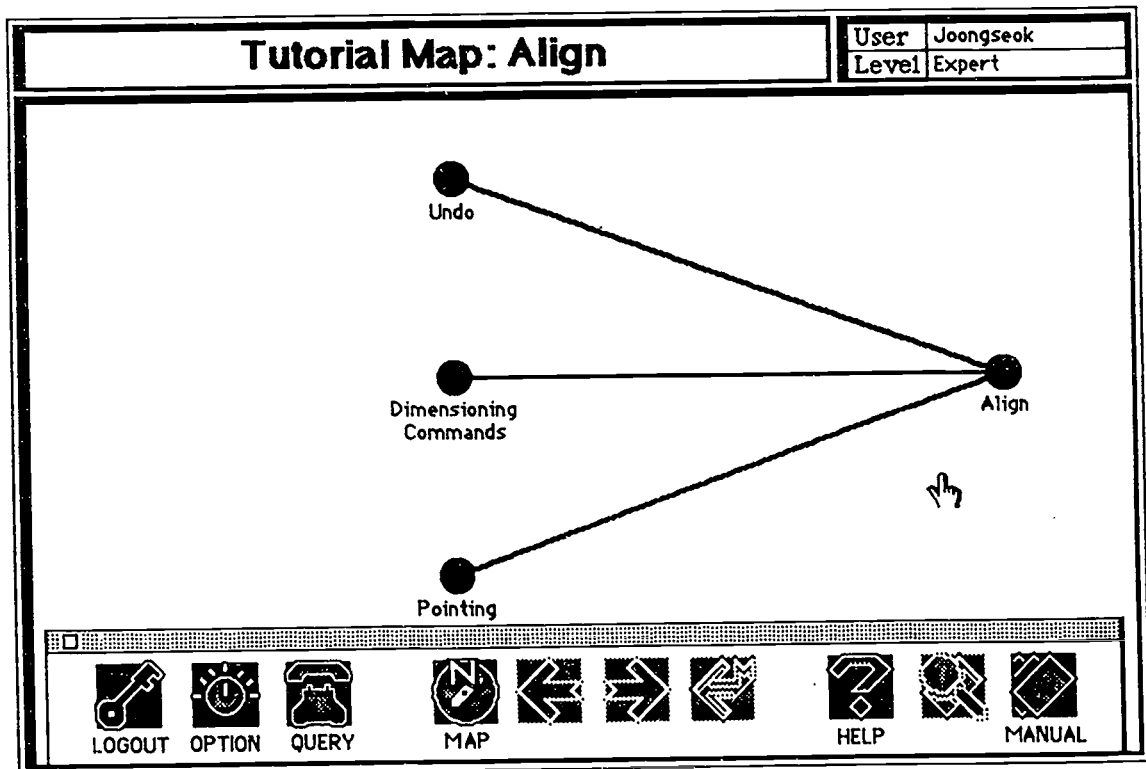 Tutorial Map: Align
User Joongseok
Level Expert
Undo
Dimensioning
Commands
Align
Pointing
LOGOUT OPTION QUERY MAP HELP MANUAL